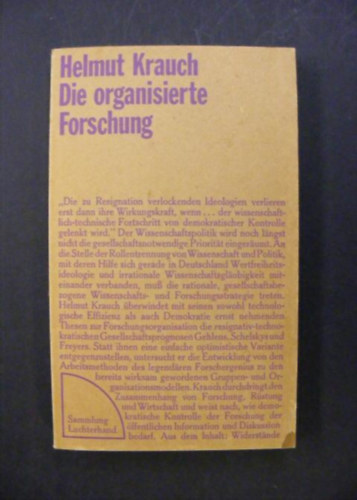 Helmut Krauch
Die organisierte
Forschung
„Die zu Resignation verlockenden Ideologien verlieren
erst dann ihre Wirkungskraft, wenn ... der wissenschaft-
lich-technische Fortschritt von demokratischer Kontrolle
gelenkt wird.“ Der Wissenschaftspolitik wird noch längst
nicht die gesellschaftsnotwendige Priorität eingeräumt. An
die Stelle der Rollentrennung von Wissenschaft und Politik,
mit deren Hilfe sich gerade in Deutschland Wertfreiheits-
ideologie und irrationale Wissenschaftsgläubigkeit mit-
einander verbanden, muß die rationale, gesellschaftsbe-
zogene Wissenschafts- und Forschungsstrategie treten.
Helmut Krauch überwindet mit seinen sowohl technolo-
gische Effizienz als auch Demokratie ernst nehmenden
Thesen zur Forschungsorganisation die resignativ-techno-
kratischen Gesellschaftsprognosen Gehlens, Schelskys und
Freyers. Statt ihnen eine einfache optimistische Variante
entgegenzustellen, untersucht er die Entwicklung von den
Arbeitsmethoden des legendären Forschergenius zu den
bereits wirksam gewordenen Gruppen- und Or-
ganisationsmodellen. Krauch durchdringt den
Zusammenhang von Forschung, Rüstung
und Wirtschaft und weist nach, wie demo-
kratische Kontrolle der Forschung der
öffentlichen Information und Diskussion
bedarf. Aus dem Inhalt: Widerstände
Sammlung
Luchterhand